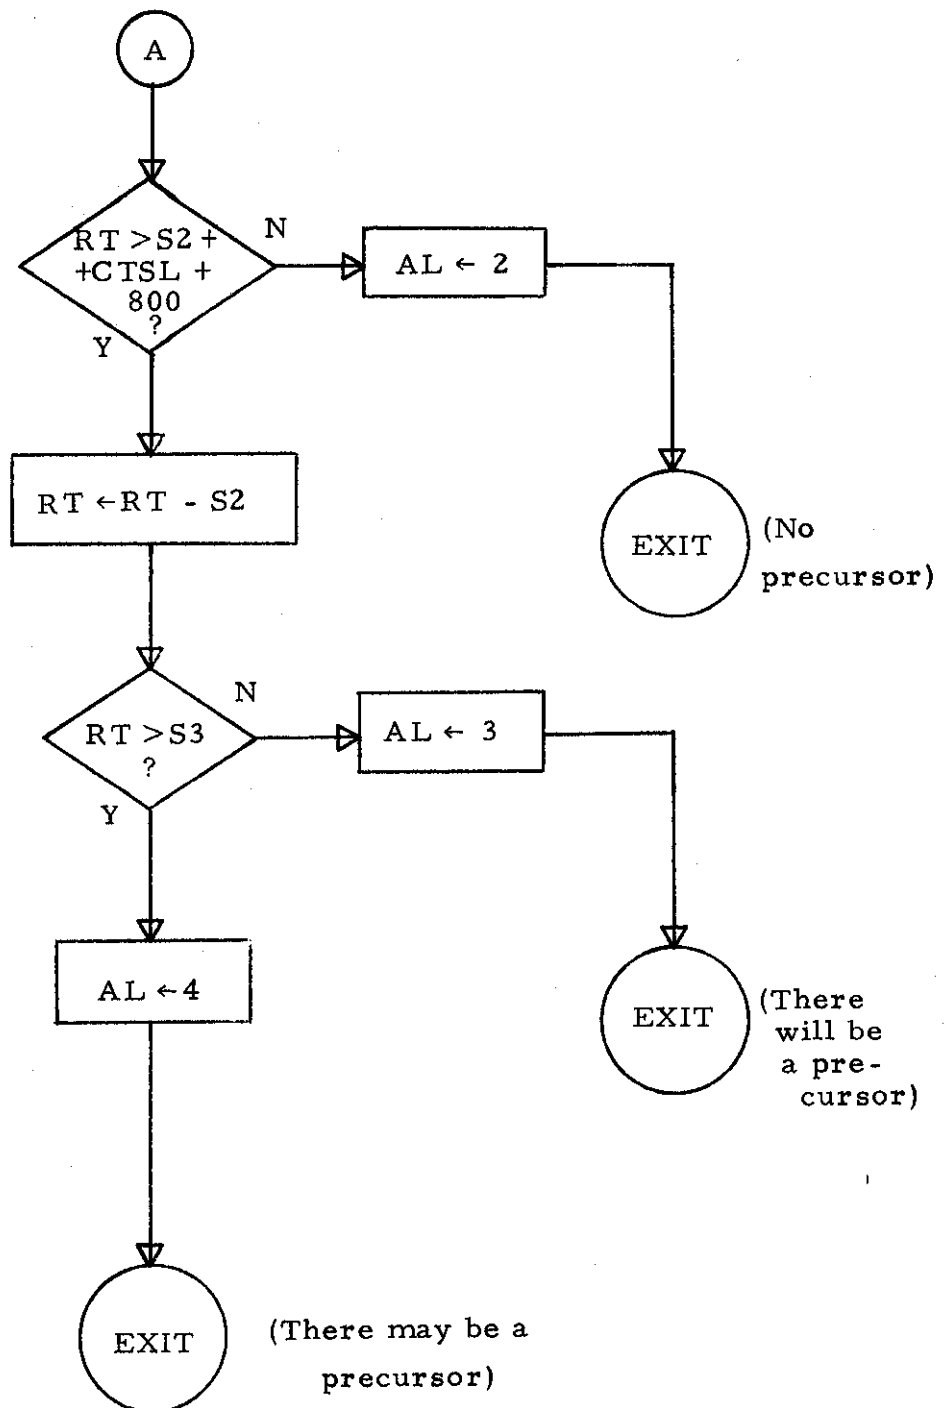 A
RT >S2 +
+CTSL +
800
?
N
AL ← 2
Y
RT ←RT - S2
EXIT
(No
precursor)
RT >S3
?
N
AL ← 3
Y
AL ←4
EXIT
(There
will be
a pre-
cursor)
EXIT
(There may be a
precursor)